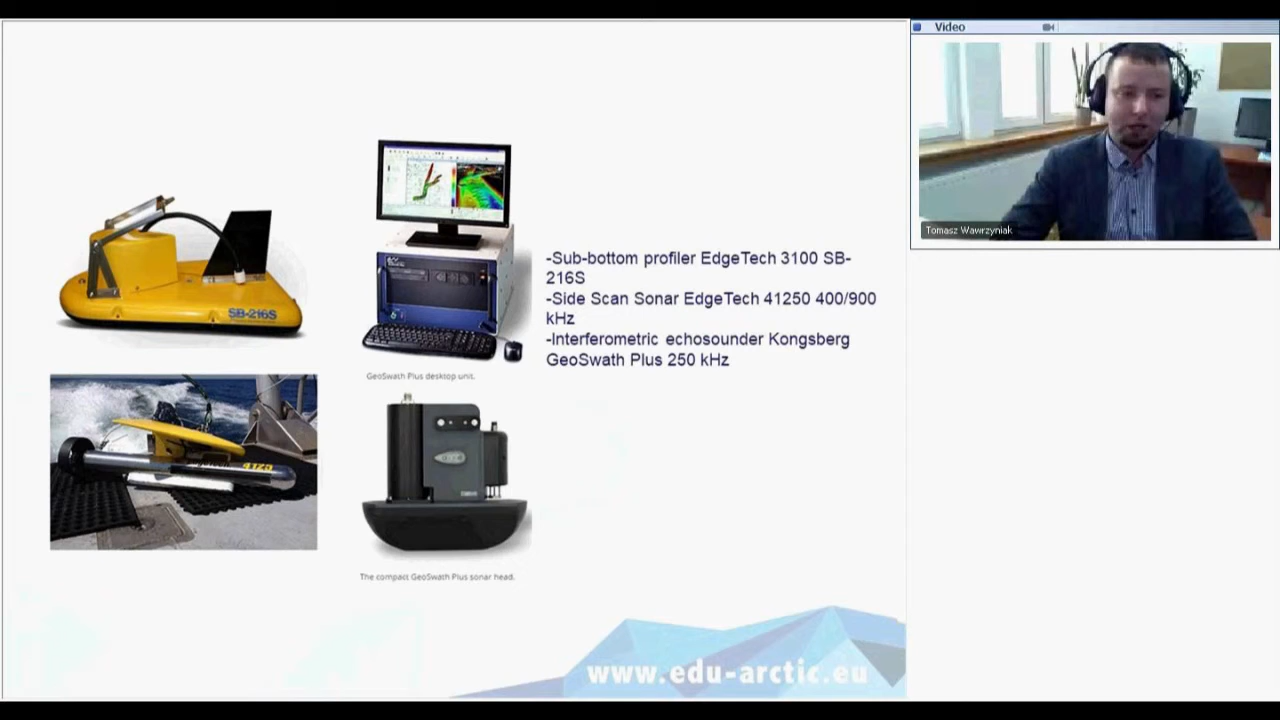 Video
Tomasz Wawrzyniak
-Sub-bottom profiler EdgeTech 3100 SB-
216S
-Side Scan Sonar EdgeTech 41250 400/900
kHz
-Interferometric echosounder Kongsberg
GeoSwath Plus 250 kHz
SB-216S
GeoSwath Plus desktop unit.
4125
The compact GeoSwath Plus sonar head.
www.edu-arctic.eu